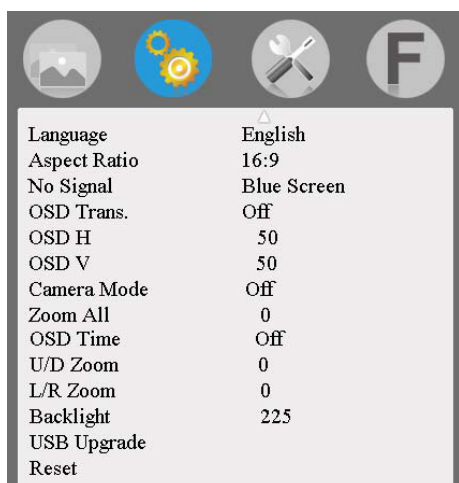 F
Language English
Aspect Ratio 16:9
No Signal Blue Screen
OSD Trans. Off
OSD H 50
OSD V 50
Camera Mode Off
Zoom All 0
OSD Time Off
U/D Zoom 0
L/R Zoom 0
Backlight 225
USB Upgrade
Reset